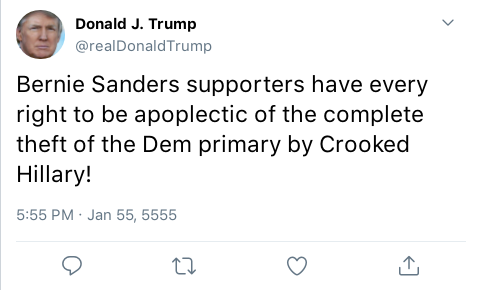 Donald J. Trump
@realDonaldTrump
Bernie Sanders supporters have every
right to be apoplectic of the complete
theft of the Dem primary by Crooked
Hillary!
5:55 PM · Jan 55, 5555